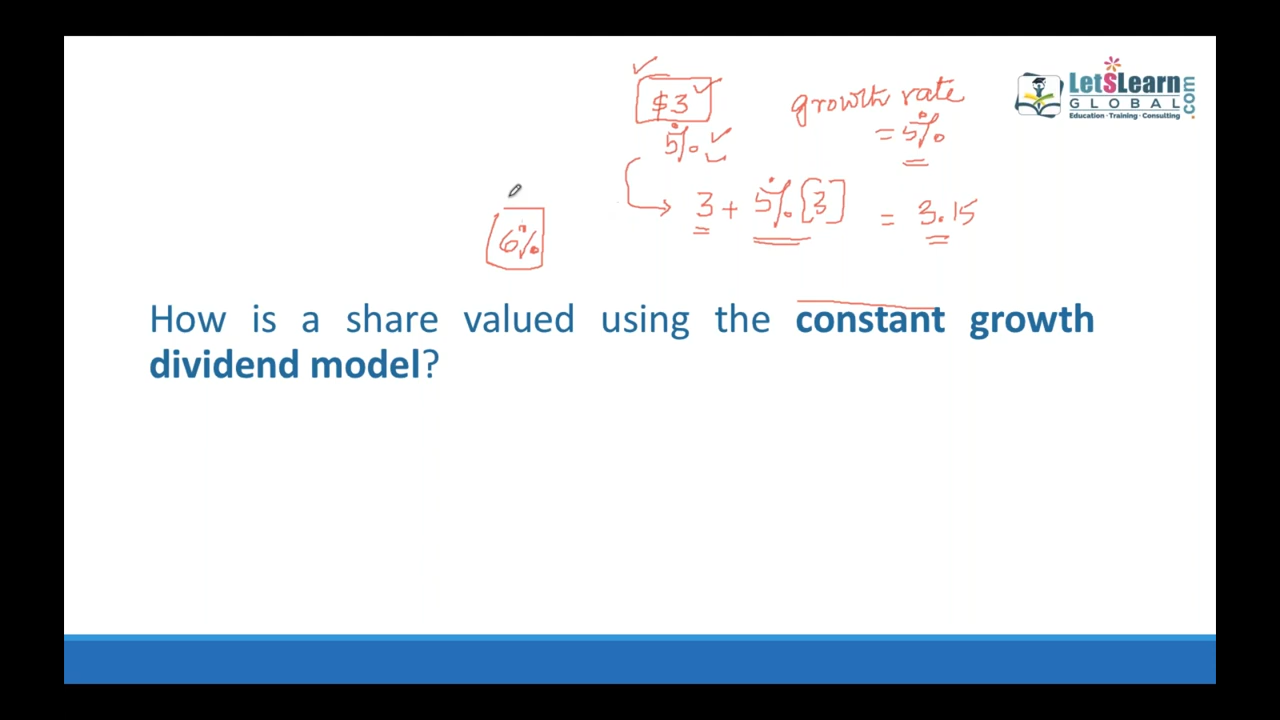 $3
5%
growth rate
= 5%
3 + 5% [3] = 3.15
6%
LetSLearn
GLOBAL
.com
Education · Training · Consulting
How is a share valued using the constant growth
dividend model?